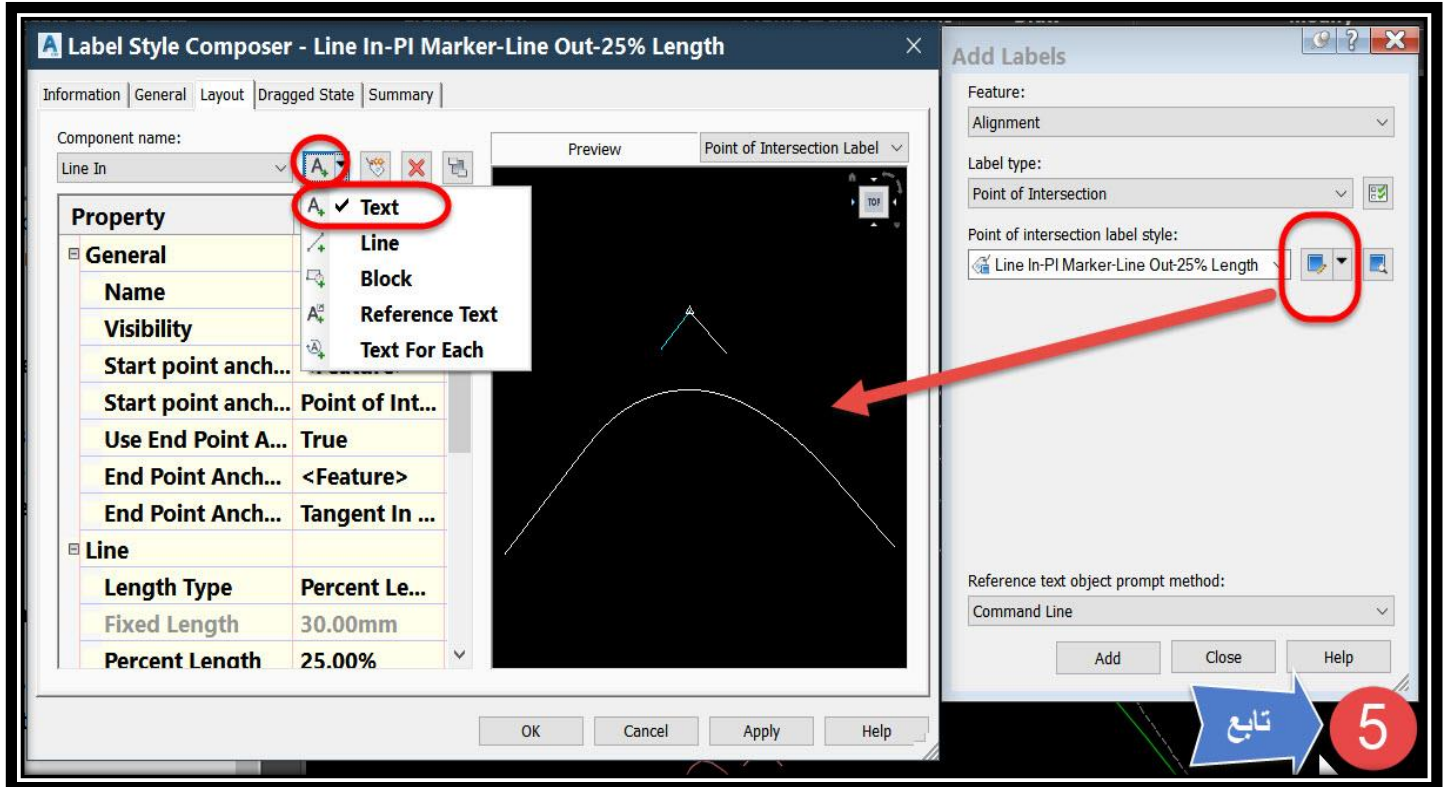 Label Style Composer - Line In-PI Marker-Line Out-25% Length
Information General Layout Dragged State Summary
Component name:
Line In
Text
Line
Block
Reference Text
Text For Each
Property
General
Name
Visibility
Start point anch...
Start point anch... Point of Int...
Use End Point A... True
End Point Anch... <Feature>
End Point Anch... Tangent In ...
Line
Length Type Percent Le...
Fixed Length 30.00mm
Percent Length 25.00%
Preview
Point of Intersection Label
TOP
OK Cancel Apply Help
Add Labels
Feature:
Alignment
Label type:
Point of Intersection
Point of intersection label style:
Line In-PI Marker-Line Out-25% Length
Reference text object prompt method:
Command Line
Add Close Help
تابع
5